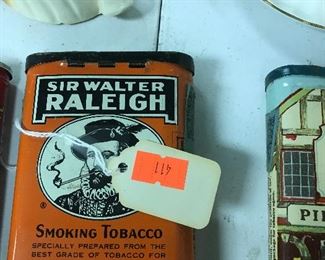 SIR WALTER
RALEIGH
411
®
SMOKING TOBACCO
SPECIALLY PREPARED FROM THE
BEST GRADE OF TOBACCO FOR
PI